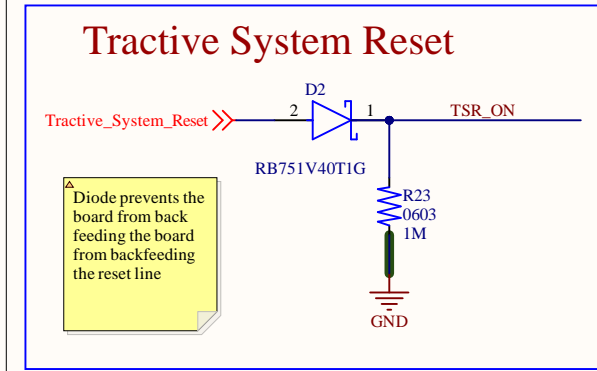 Tractive System Reset
D2
Tractive_System_Reset
2
1
TSR_ON
RB751V40T1G
Diode prevents the
board from back
feeding the board
from backfeeding
the reset line
R23
0603
1M
GND